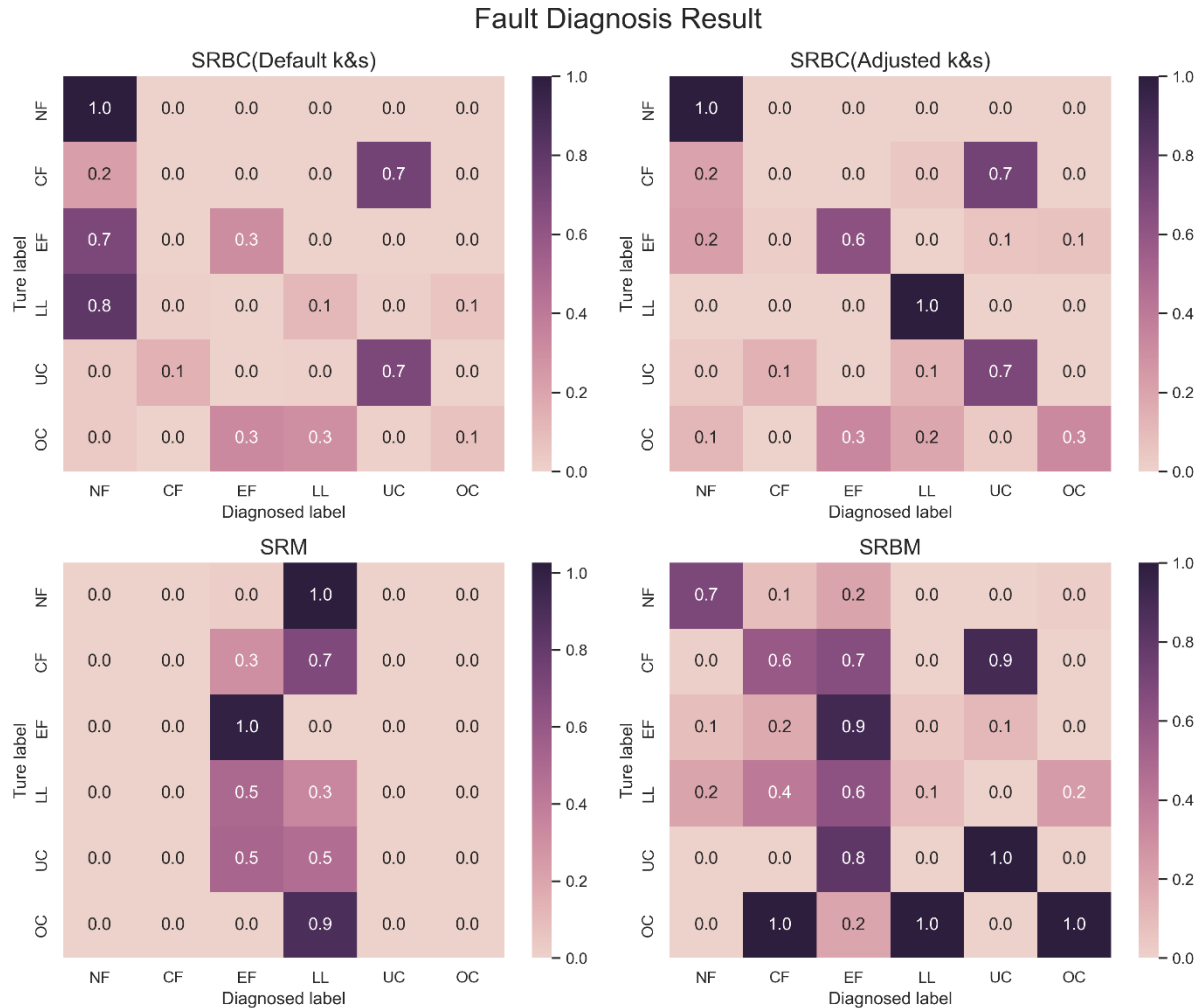 Fault Diagnosis Result
SRBC(Default k&s)
Ture label
NF 1.0 0.0 0.0 0.0 0.0 0.0
CF 0.2 0.0 0.0 0.0 0.7 0.0
EF 0.7 0.0 0.3 0.0 0.0 0.0
LL 0.8 0.0 0.0 0.1 0.0 0.1
UC 0.0 0.1 0.0 0.0 0.7 0.0
OC 0.0 0.0 0.3 0.3 0.0 0.1
NF CF EF LL UC OC
Diagnosed label
1.0
0.8
0.6
0.4
0.2
0.0
SRBC(Adjusted k&s)
Ture label
NF 1.0 0.0 0.0 0.0 0.0 0.0
CF 0.2 0.0 0.0 0.0 0.7 0.0
EF 0.2 0.0 0.6 0.0 0.1 0.1
LL 0.0 0.0 0.0 1.0 0.0 0.0
UC 0.0 0.1 0.0 0.1 0.7 0.0
OC 0.1 0.0 0.3 0.2 0.0 0.3
NF CF EF LL UC OC
Diagnosed label
1.0
0.8
0.6
0.4
0.2
0.0
SRM
Ture label
NF 0.0 0.0 0.0 1.0 0.0 0.0
CF 0.0 0.0 0.3 0.7 0.0 0.0
EF 0.0 0.0 1.0 0.0 0.0 0.0
LL 0.0 0.0 0.5 0.3 0.0 0.0
UC 0.0 0.0 0.5 0.5 0.0 0.0
OC 0.0 0.0 0.0 0.9 0.0 0.0
NF CF EF LL UC OC
Diagnosed label
1.0
0.8
0.6
0.4
0.2
0.0
SRBM
Ture label
NF 0.7 0.1 0.2 0.0 0.0 0.0
CF 0.0 0.6 0.7 0.0 0.9 0.0
EF 0.1 0.2 0.9 0.0 0.1 0.0
LL 0.2 0.4 0.6 0.1 0.0 0.2
UC 0.0 0.0 0.8 0.0 1.0 0.0
OC 0.0 1.0 0.2 1.0 0.0 1.0
NF CF EF LL UC OC
Diagnosed label
1.0
0.8
0.6
0.4
0.2
0.0